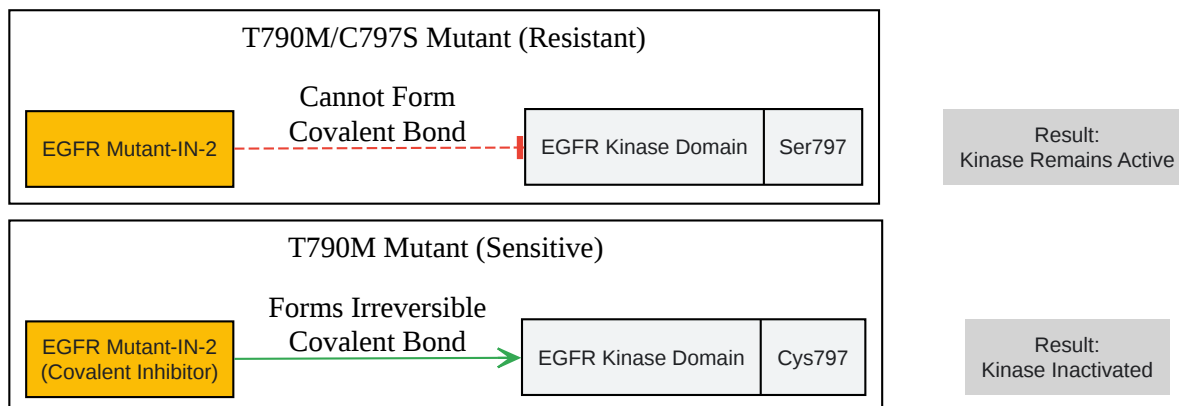 T790M/C797S Mutant (Resistant)
Cannot Form
Covalent Bond
EGFR Mutant-IN-2
EGFR Kinase Domain
Ser797
Result:
Kinase Remains Active
T790M Mutant (Sensitive)
Forms Irreversible
Covalent Bond
EGFR Mutant-IN-2
(Covalent Inhibitor)
EGFR Kinase Domain
Cys797
Result:
Kinase Inactivated